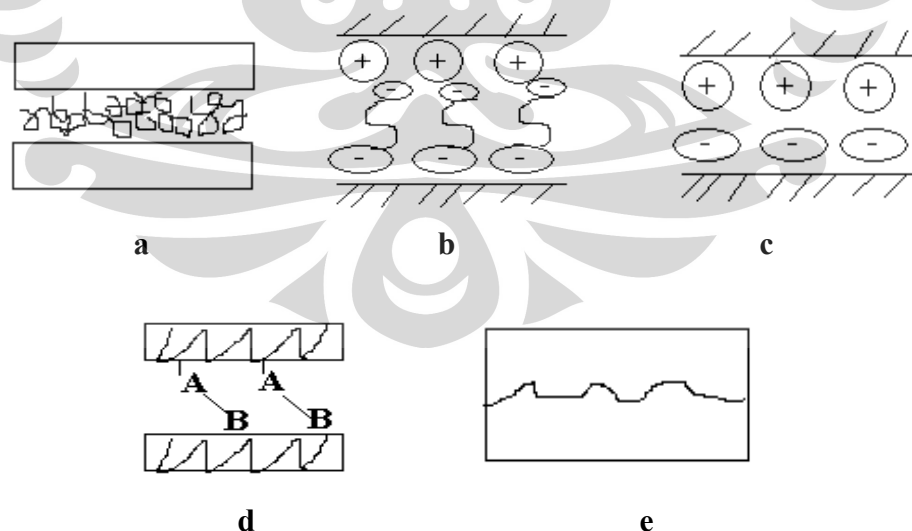 + + +
- - -
- - -
+ + +
- - -
a b c
A A
B B
d e